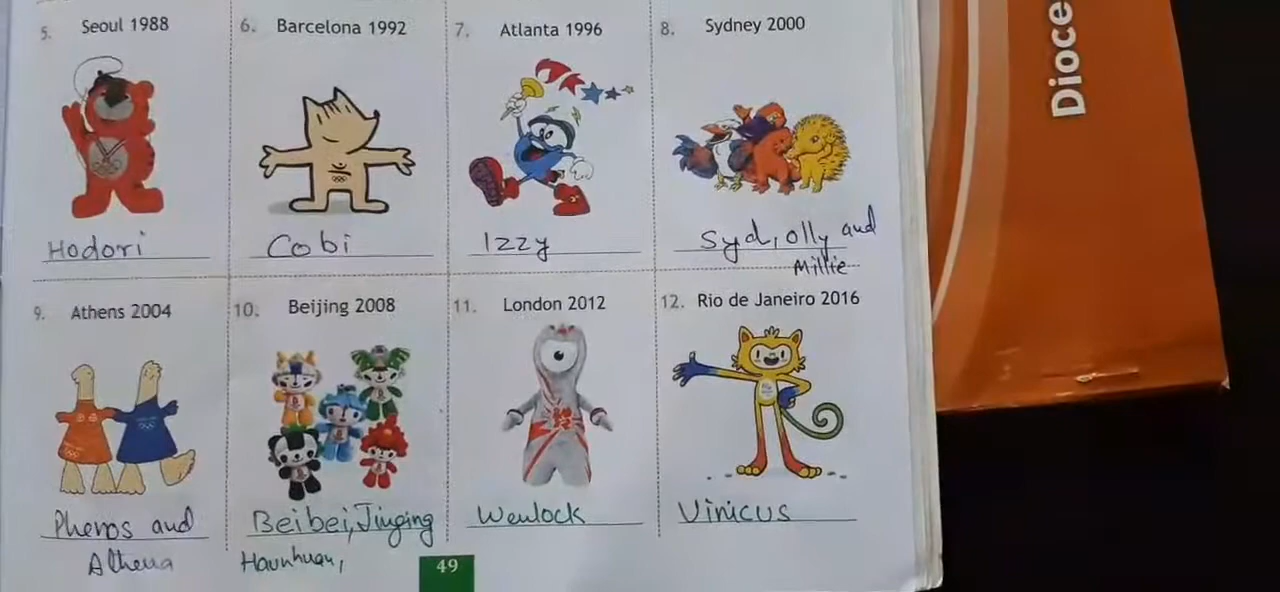 5. Seoul 1988
6. Barcelona 1992
7. Atlanta 1996
8. Sydney 2000
Hodori
Cobi
Izzy
Syd, olly and
Millie
9. Athens 2004
10. Beijing 2008
11. London 2012
12. Rio de Janeiro 2016
Pheros and
Athena
Beibei, Jinging
Haunhuan,
Wenlock
Vinicus
49
Dioce